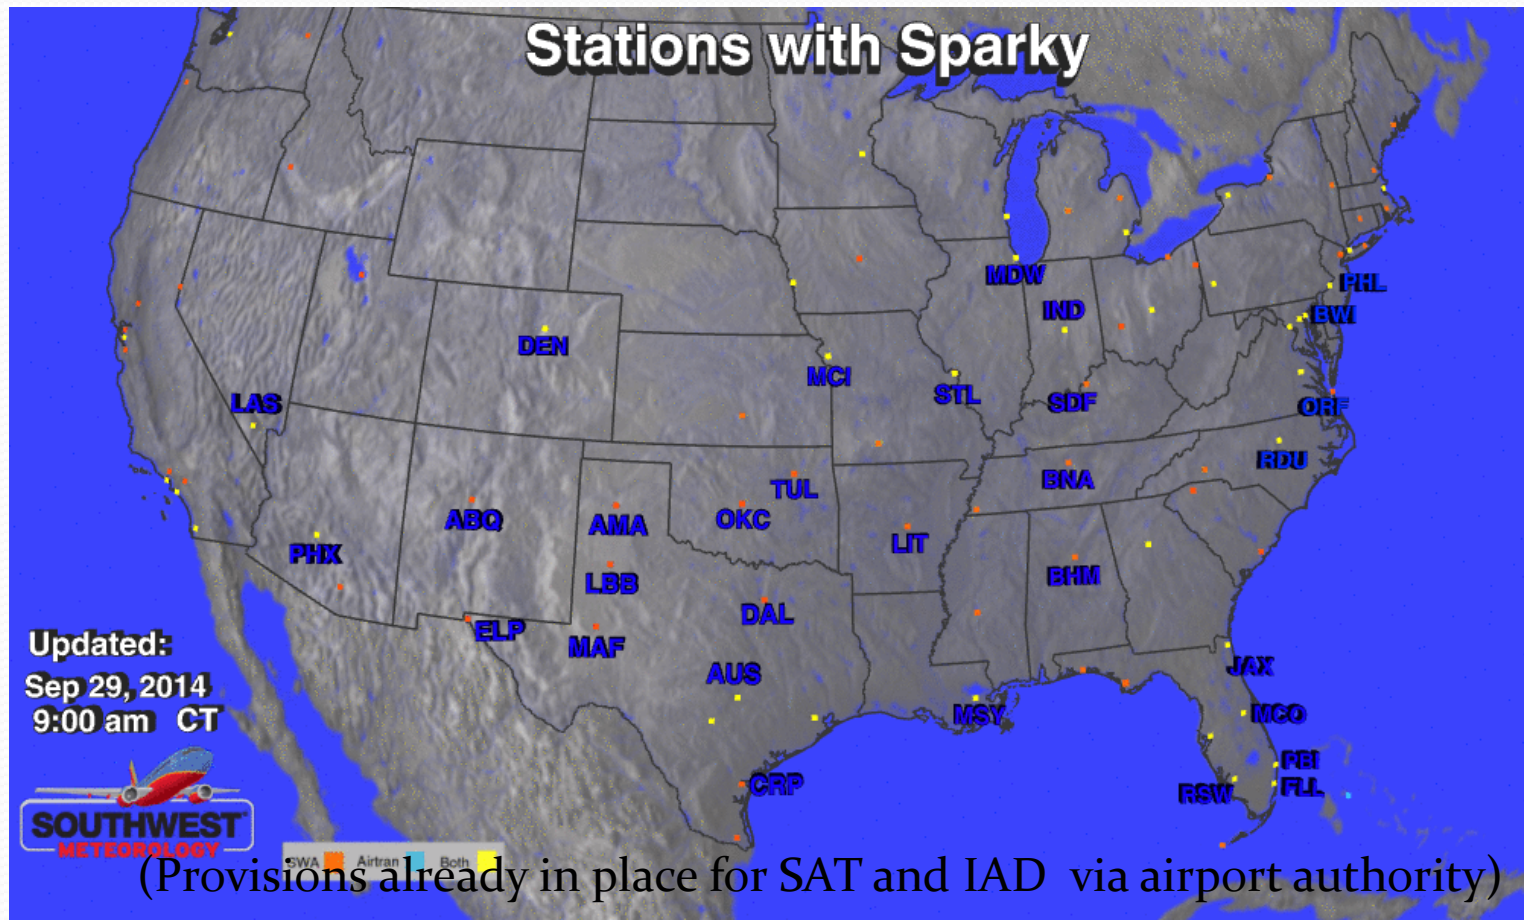 Stations with Sparky
MDW
PHL
IND
BWI
DEN
MCI
STL
LAS
SDF
ORF
RDU
BNA
TUL
ABQ
AMA
OKC
LIT
PHX
LBB
BHM
DAL
ELP
MAF
AUS
JAX
MSY
MCO
PBI
CRP
RSW
FLL
Updated:
Sep 29, 2014
9:00 am CT
SOUTHWEST
METEOROLOGY
SWA Airtran Both
(Provisions already in place for SAT and IAD via airport authority)